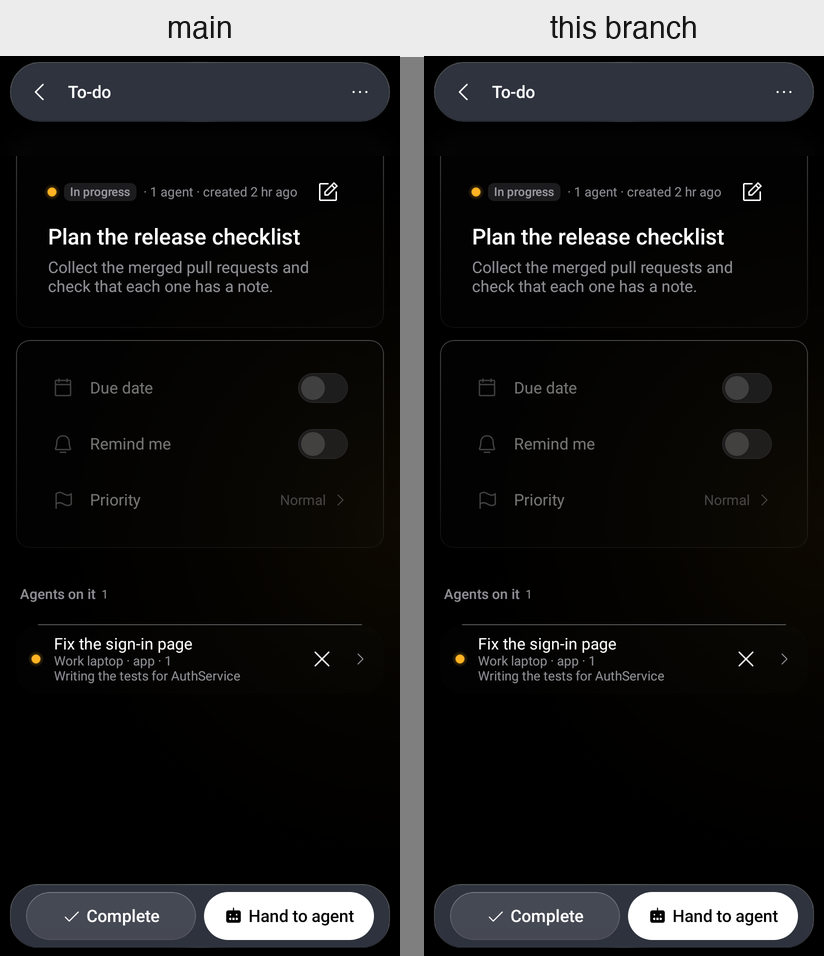 main
this branch
To-do
···
In progress · 1 agent · created 2 hr ago
Plan the release checklist
Collect the merged pull requests and
check that each one has a note.
Due date
Remind me
Priority Normal
Agents on it 1
Fix the sign-in page
Work laptop · app · 1
Writing the tests for AuthService
Complete
Hand to agent
To-do
···
In progress · 1 agent · created 2 hr ago
Plan the release checklist
Collect the merged pull requests and
check that each one has a note.
Due date
Remind me
Priority Normal
Agents on it 1
Fix the sign-in page
Work laptop · app · 1
Writing the tests for AuthService
Complete
Hand to agent